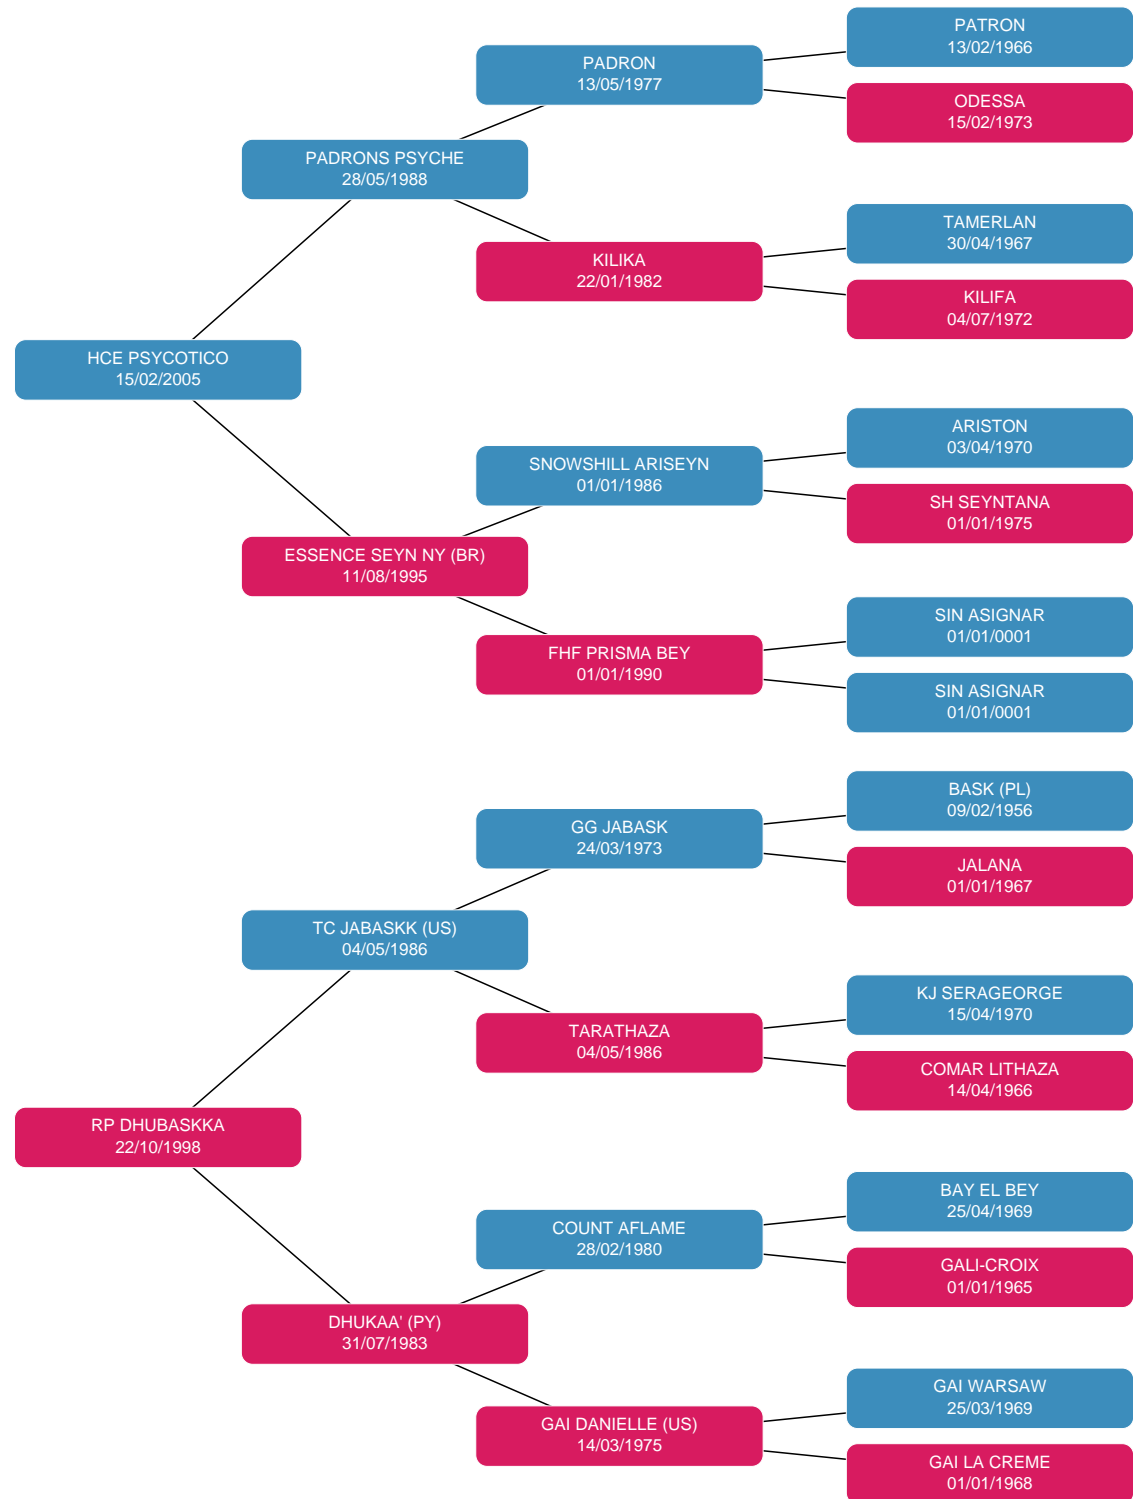 PATRON
13/02/1966
PADRON
13/05/1977
ODESSA
15/02/1973
PADRONS PSYCHE
28/05/1988
TAMERLAN
30/04/1967
KILIKA
22/01/1982
KILIFA
04/07/1972
HCE PSYCOTICO
15/02/2005
ARISTON
03/04/1970
SNOWSHILL ARISEYN
01/01/1986
SH SEYNTANA
01/01/1975
ESSENCE SEYN NY (BR)
11/08/1995
SIN ASIGNAR
01/01/0001
FHF PRISMA BEY
01/01/1990
SIN ASIGNAR
01/01/0001
BASK (PL)
09/02/1956
GG JABASK
24/03/1973
JALANA
01/01/1967
TC JABASKK (US)
04/05/1986
KJ SERAGEORGE
15/04/1970
TARATHAZA
04/05/1986
COMAR LITHAZA
14/04/1966
RP DHUBASKKA
22/10/1998
BAY EL BEY
25/04/1969
COUNT AFLAME
28/02/1980
GALI-CROIX
01/01/1965
DHUKAA' (PY)
31/07/1983
GAI WARSAW
25/03/1969
GAI DANIELLE (US)
14/03/1975
GAI LA CREME
01/01/1968